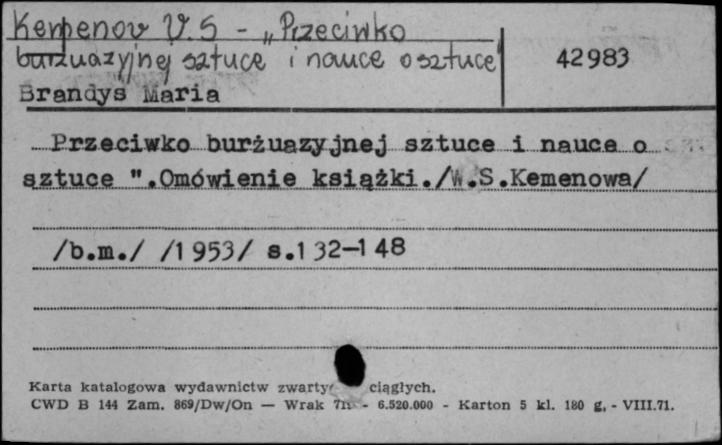 Kempenov V.S - „Przeciwko
burżuazyjnej sztuce i nauce o sztuce"
42983
Brandys Maria
Przeciwko burżuazyjnej sztuce i nauce o
sztuce ".Omówienie książki./W.S.Kemenowa/
/b.m./ /1953/ s.132-148
Karta katalogowa wydawnictw ciągłych.
CWD B 144 Zam. 869/Dw/On — Wrak - 6.520.000 - Karton 5 kl. 180 g. - VIII.71.